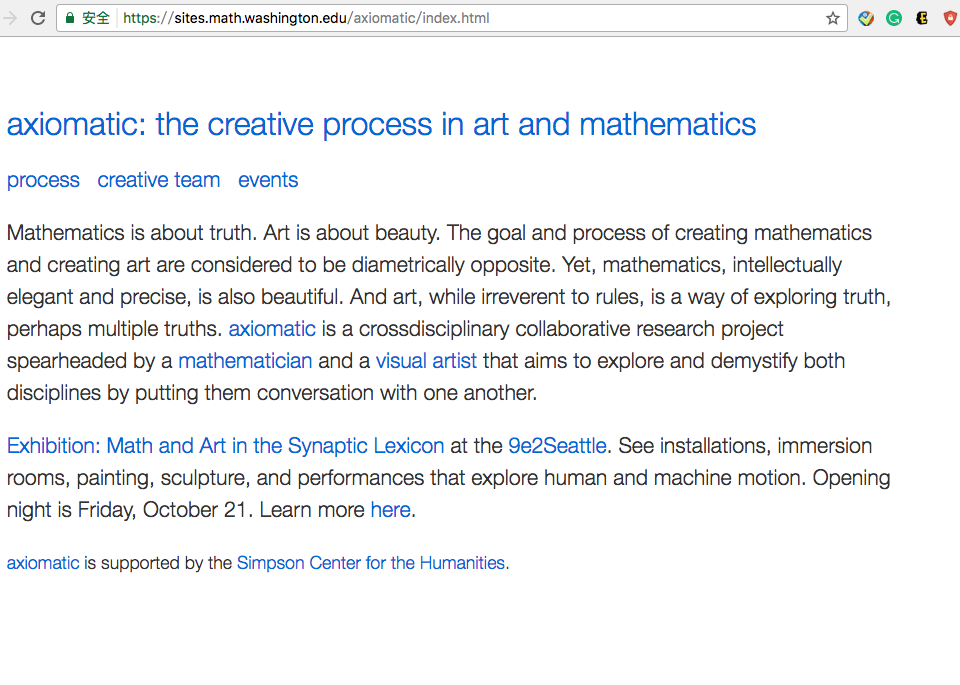 安全 https://sites.math.washington.edu/axiomatic/index.html
axiomatic: the creative process in art and mathematics
process creative team events
Mathematics is about truth. Art is about beauty. The goal and process of creating mathematics
and creating art are considered to be diametrically opposite. Yet, mathematics, intellectually
elegant and precise, is also beautiful. And art, while irreverent to rules, is a way of exploring truth,
perhaps multiple truths. axiomatic is a crossdisciplinary collaborative research project
spearheaded by a mathematician and a visual artist that aims to explore and demystify both
disciplines by putting them conversation with one another.
Exhibition: Math and Art in the Synaptic Lexicon at the 9e2Seattle. See installations, immersion
rooms, painting, sculpture, and performances that explore human and machine motion. Opening
night is Friday, October 21. Learn more here.
axiomatic is supported by the Simpson Center for the Humanities.